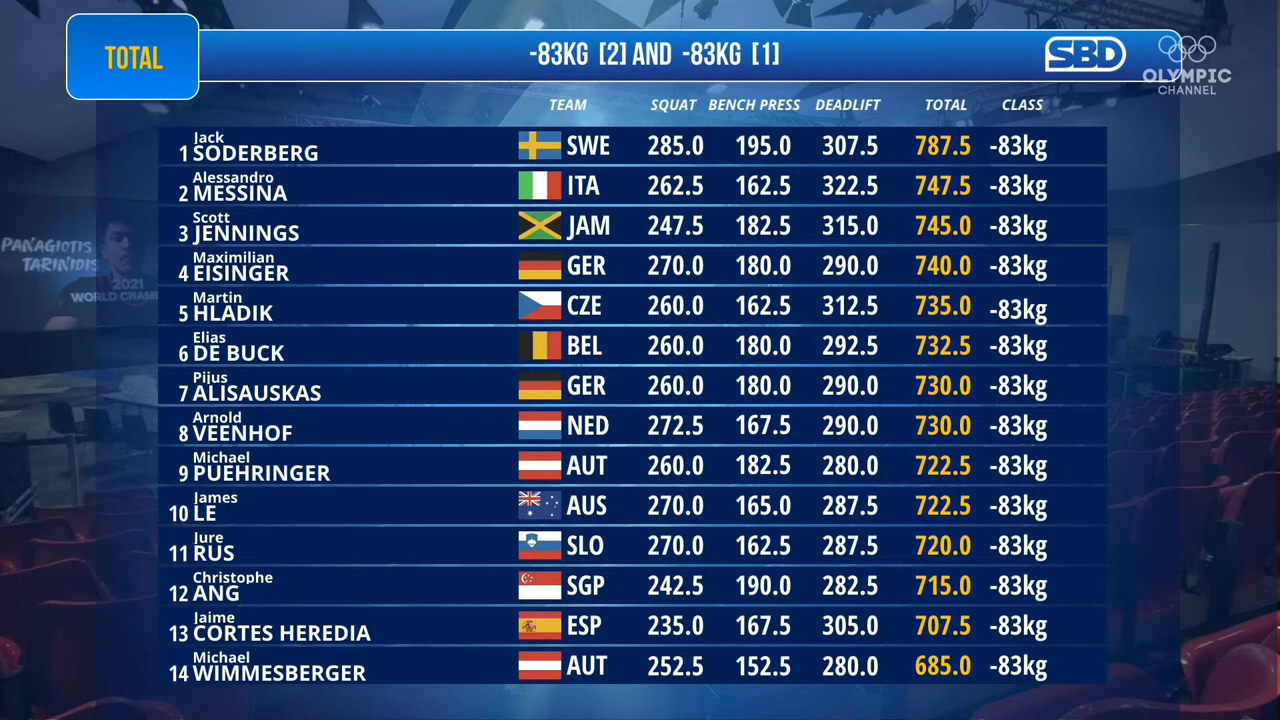 TOTAL
-83KG [2] AND -83KG [1]
SBD
OLYMPIC
CHANNEL
TEAM SQUAT BENCH PRESS DEADLIFT TOTAL CLASS
Jack
1 SODERBERG SWE 285.0 195.0 307.5 787.5 -83kg
Alessandro
2 MESSINA ITA 262.5 162.5 322.5 747.5 -83kg
Scott
3 JENNINGS JAM 247.5 182.5 315.0 745.0 -83kg
Maximilian
4 EISINGER GER 270.0 180.0 290.0 740.0 -83kg
Martin
5 HLADIK CZE 260.0 162.5 312.5 735.0 -83kg
Elias
6 DE BUCK BEL 260.0 180.0 292.5 732.5 -83kg
Pijus
7 ALISAUSKAS GER 260.0 180.0 290.0 730.0 -83kg
Arnold
8 VEENHOF NED 272.5 167.5 290.0 730.0 -83kg
Michael
9 PUEHRINGER AUT 260.0 182.5 280.0 722.5 -83kg
James
10 LE AUS 270.0 165.0 287.5 722.5 -83kg
Jure
11 RUS SLO 270.0 162.5 287.5 720.0 -83kg
Christophe
12 ANG SGP 242.5 190.0 282.5 715.0 -83kg
Jaime
13 CORTES HEREDIA ESP 235.0 167.5 305.0 707.5 -83kg
Michael
14 WIMMESBERGER AUT 252.5 152.5 280.0 685.0 -83kg
PANAGIOTIS
TARINIDIS
2021
WORLD CHAMP